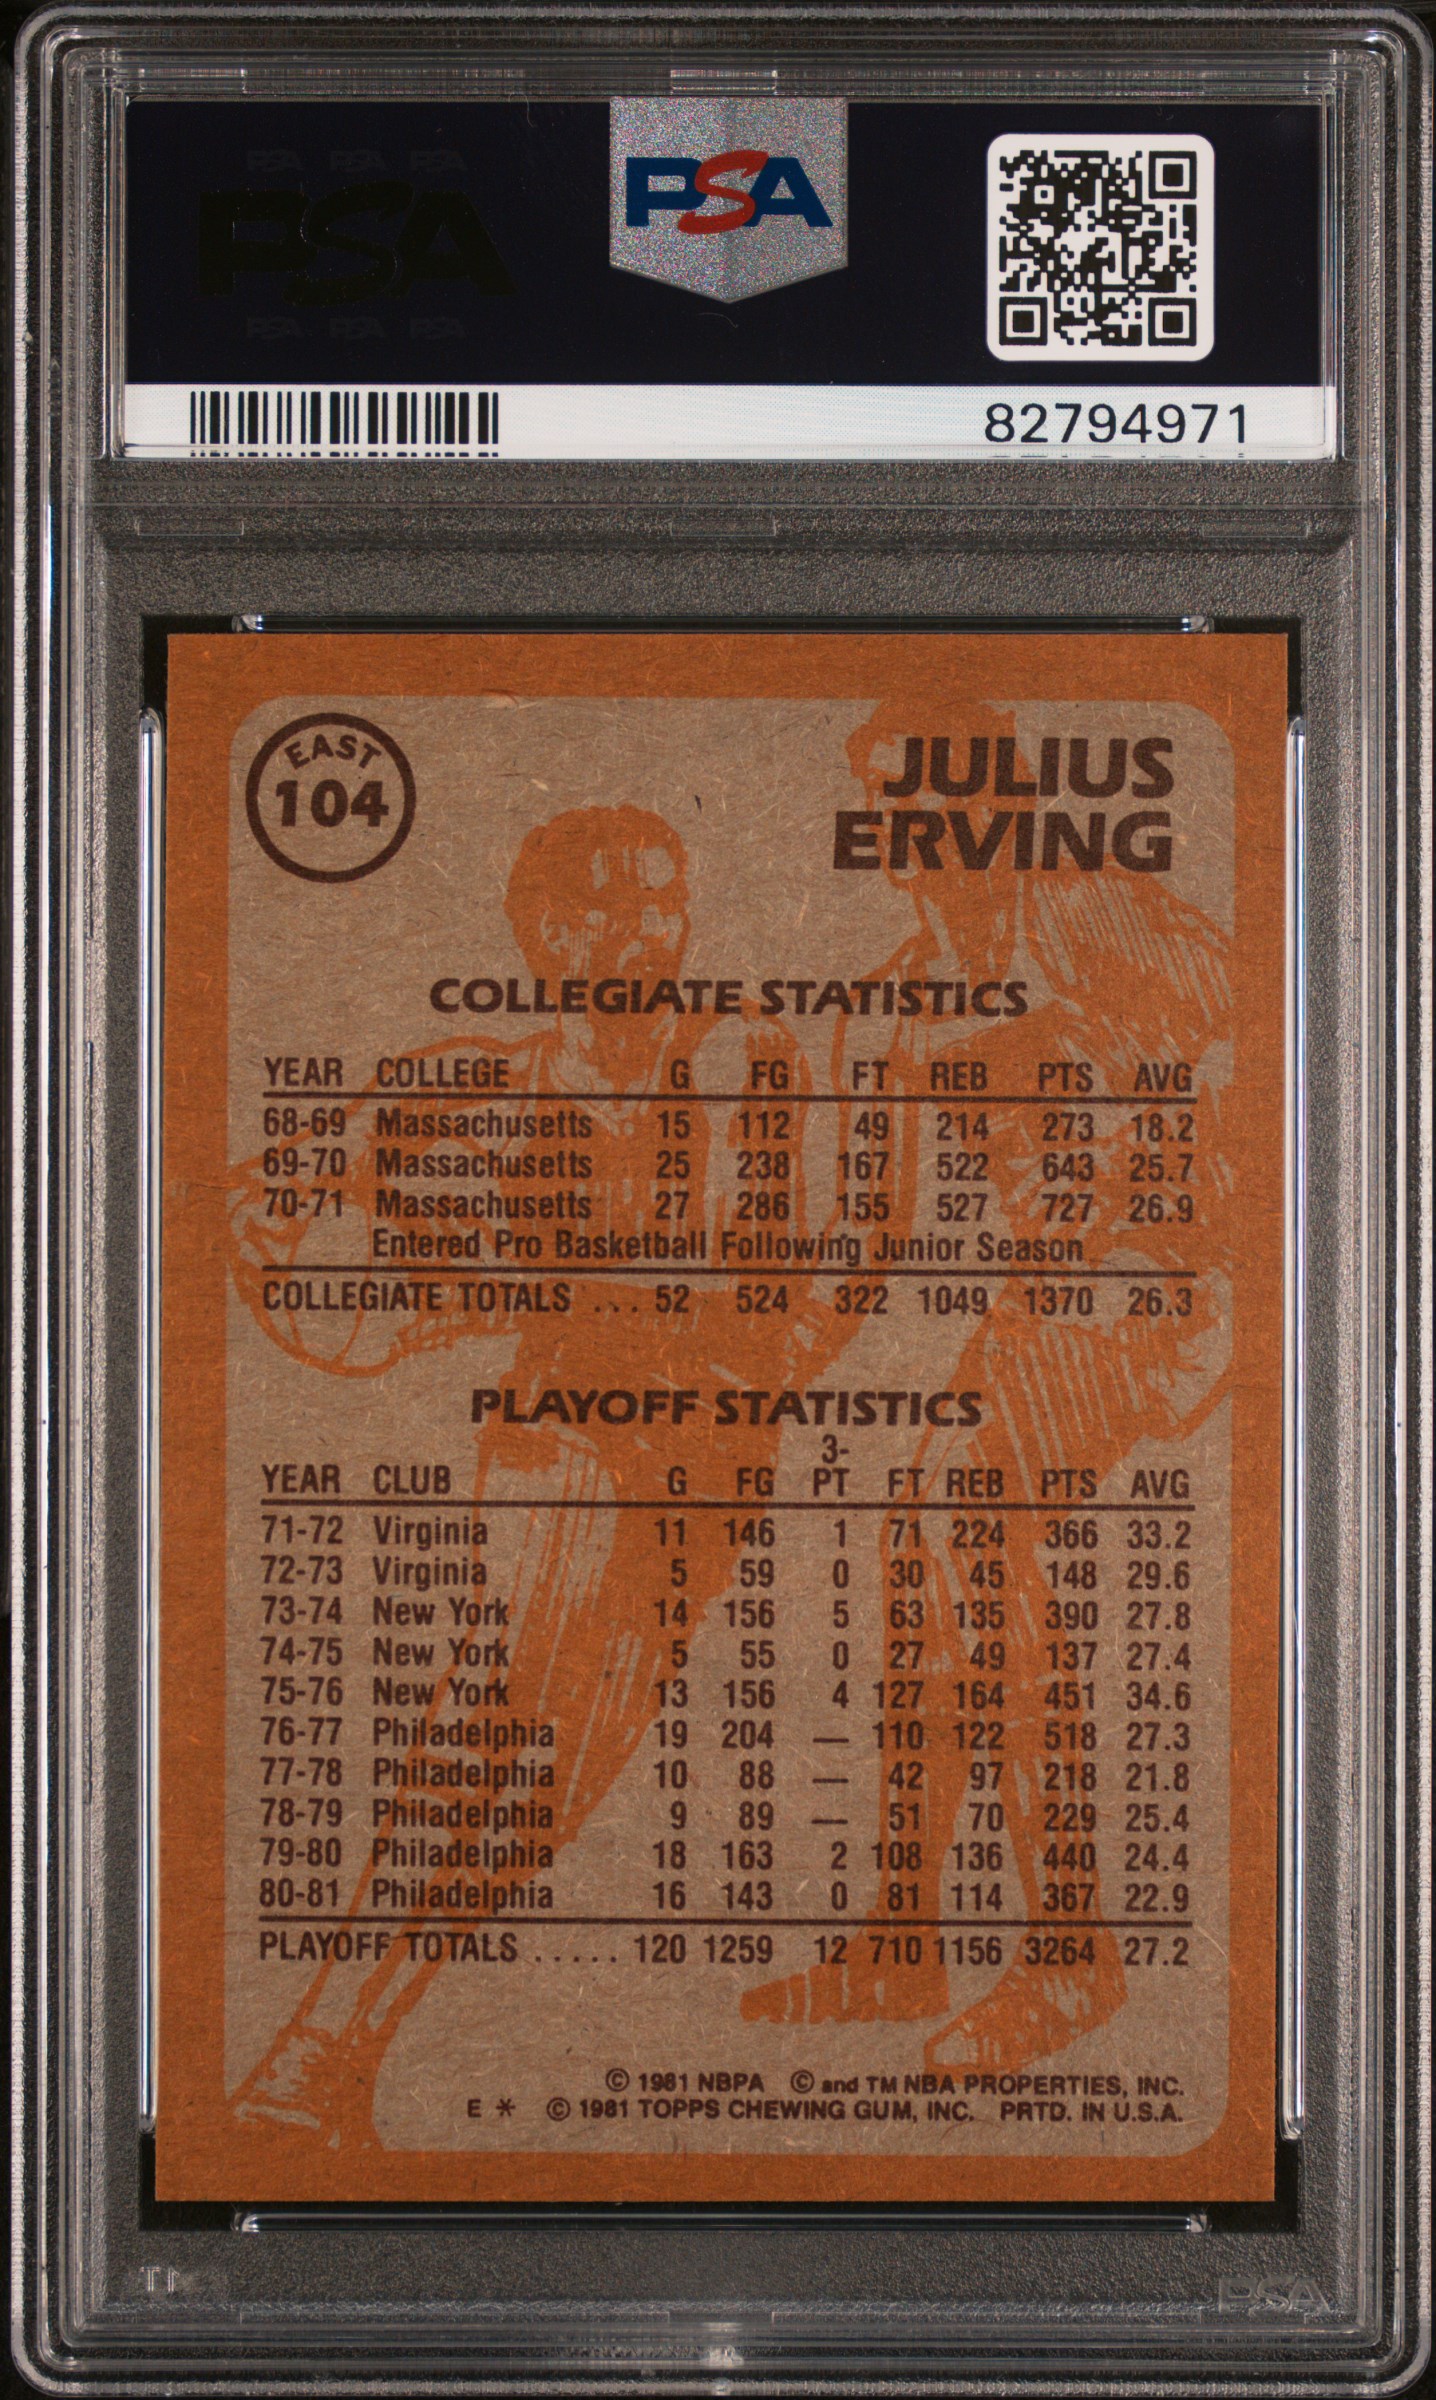 PSA PSA PSA
PSA
PSA PSA PSA
PSA
82794971
EAST
104
JULIUS
ERVING
COLLEGIATE STATISTICS
YEAR COLLEGE G FG FT REB PTS AVG
68-69 Massachusetts 15 112 49 214 273 18.2
69-70 Massachusetts 25 238 167 522 643 25.7
70-71 Massachusetts 27 286 155 527 727 26.9
Entered Pro Basketball Following Junior Season
COLLEGIATE TOTALS ... 52 524 322 1049 1370 26.3
PLAYOFF STATISTICS
3-
YEAR CLUB G FG PT FT REB PTS AVG
71-72 Virginia 11 146 1 71 224 366 33.2
72-73 Virginia 5 59 0 30 45 148 29.6
73-74 New York 14 156 5 63 135 390 27.8
74-75 New York 5 55 0 27 49 137 27.4
75-76 New York 13 156 4 127 164 451 34.6
76-77 Philadelphia 19 204 — 110 122 518 27.3
77-78 Philadelphia 10 88 — 42 97 218 21.8
78-79 Philadelphia 9 89 — 51 70 229 25.4
79-80 Philadelphia 18 163 2 108 136 440 24.4
80-81 Philadelphia 16 143 0 81 114 367 22.9
PLAYOFF TOTALS ..... 120 1259 12 710 1156 3264 27.2
© 1981 NBPA © and TM NBA PROPERTIES, INC.
E * © 1981 TOPPS CHEWING GUM, INC. PRTD. IN U.S.A.
PSA